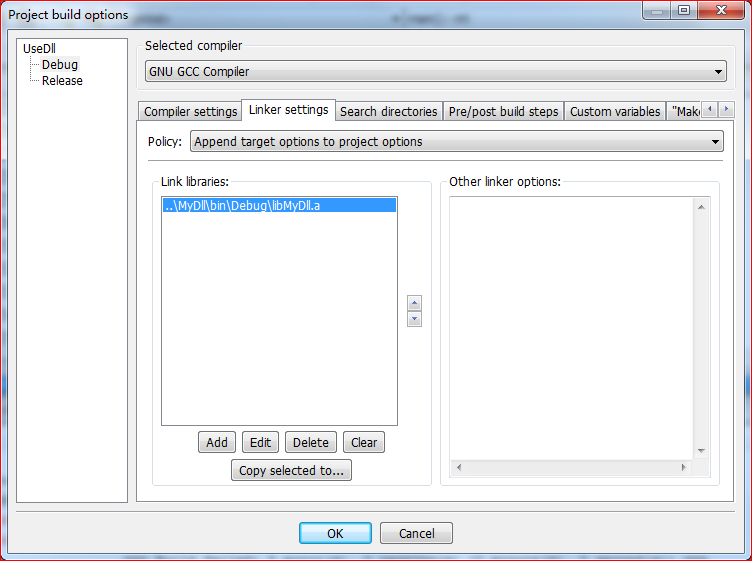 Project build options
UseDll
Debug
Release
Selected compiler
GNU GCC Compiler
Compiler settings
Linker settings
Search directories
Pre/post build steps
Custom variables
"Mak
Policy:
Append target options to project options
Link libraries:
..\MyDll\bin\Debug\libMyDll.a
Add
Edit
Delete
Clear
Copy selected to...
Other linker options:
OK
Cancel